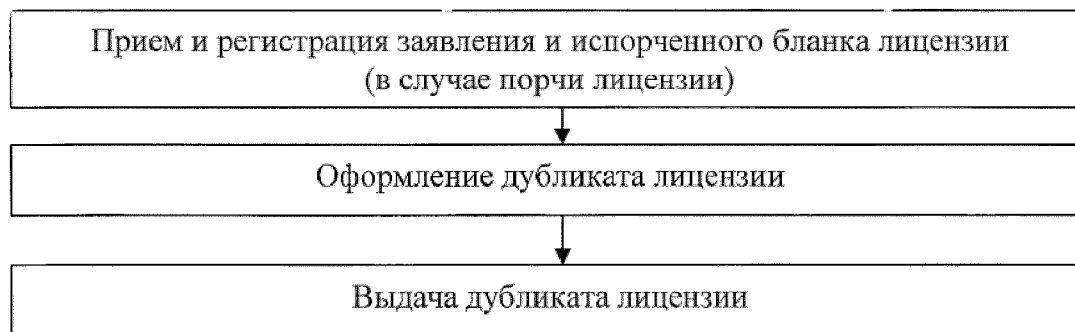 Прием и регистрация заявления и испорченного бланка лицензии
(в случае порчи лицензии)
Оформление дубликата лицензии
Выдача дубликата лицензии